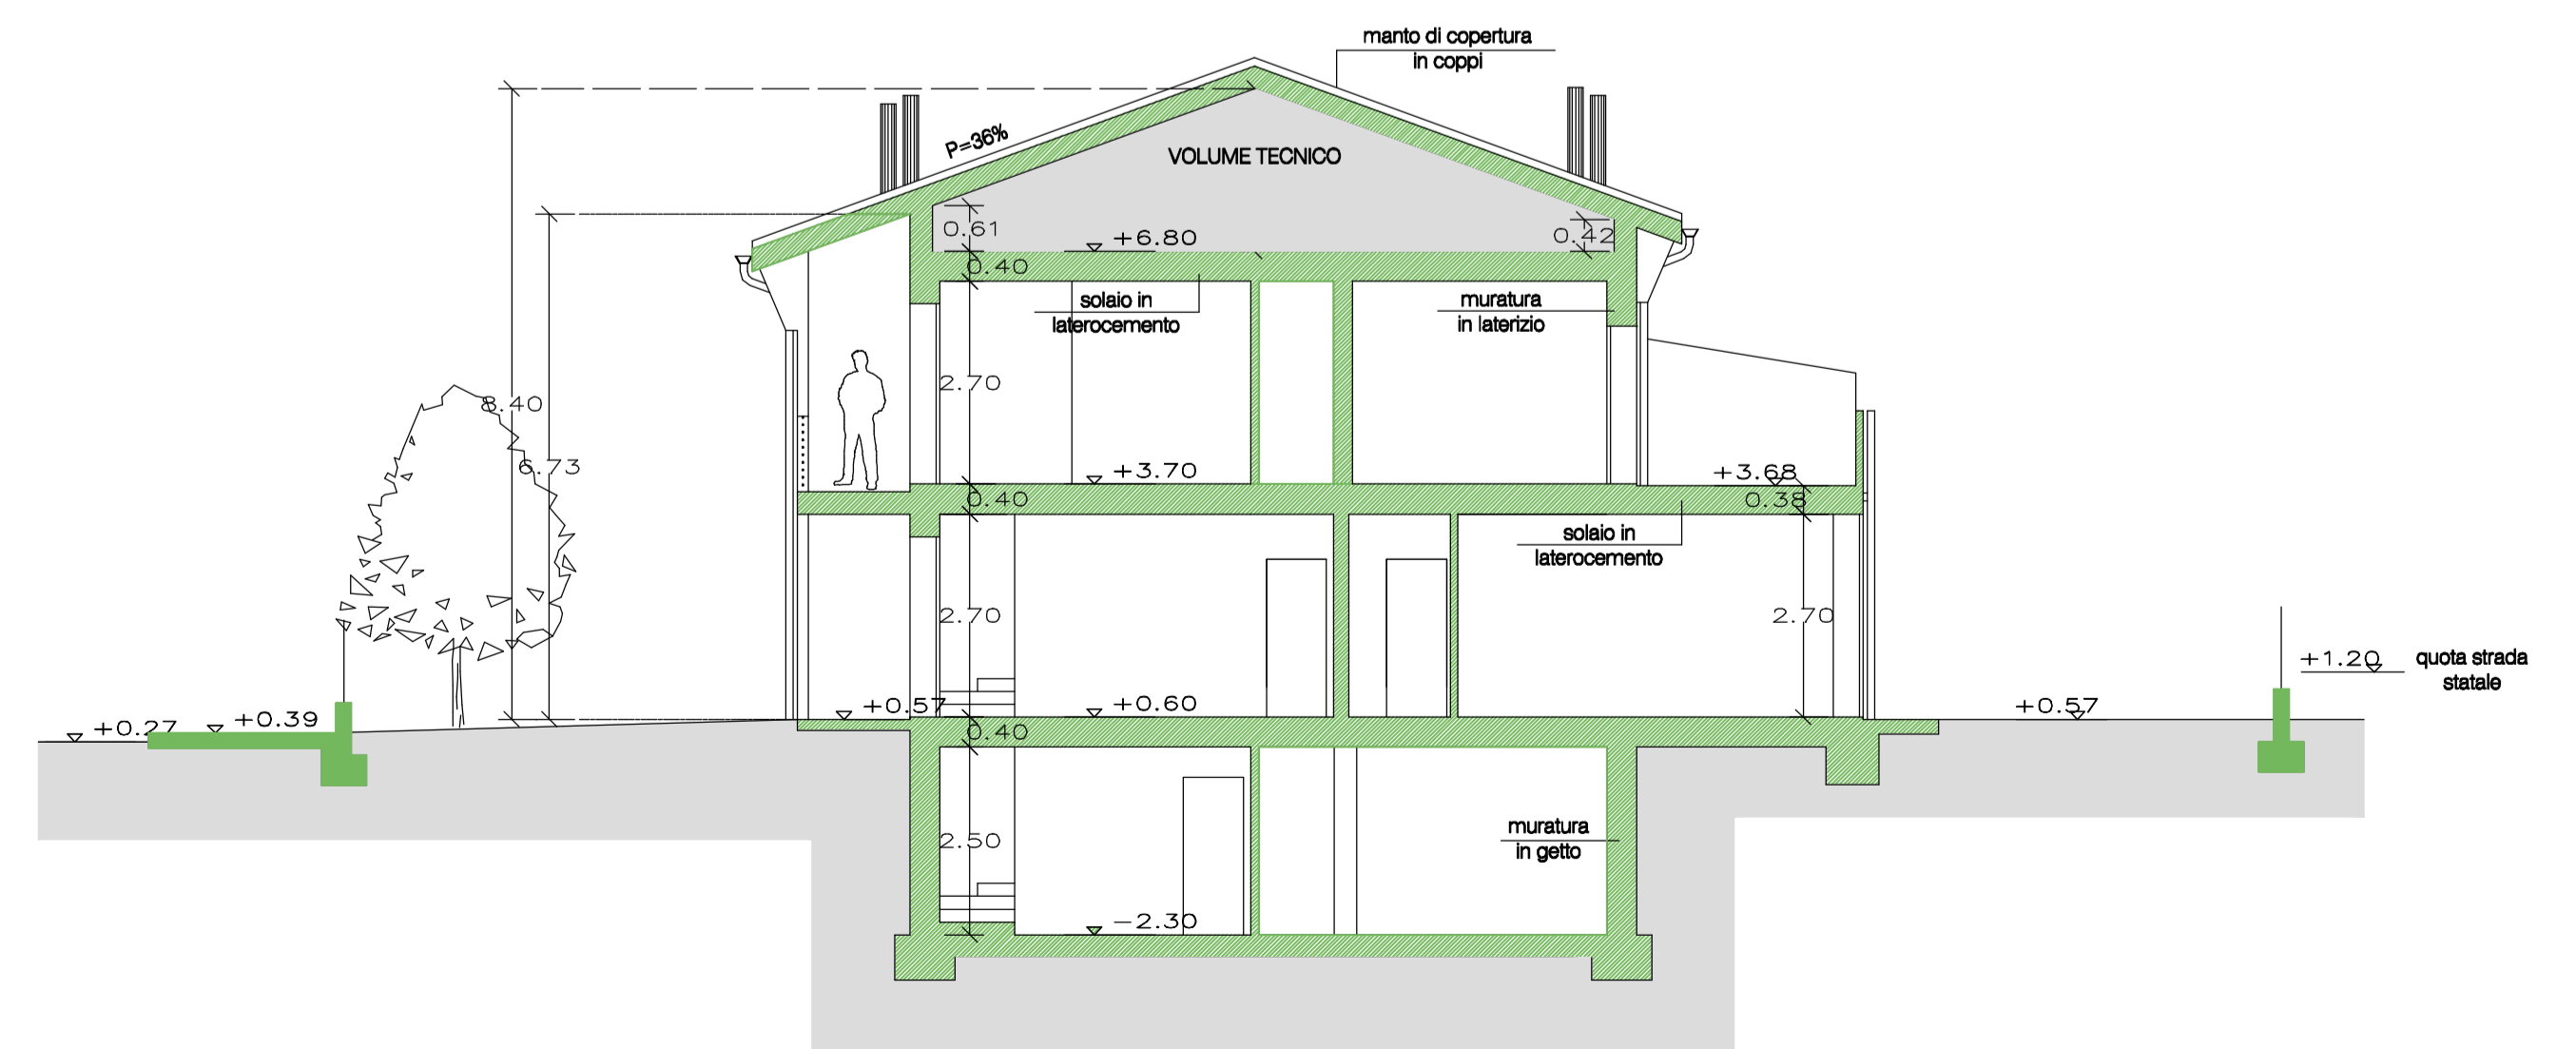 manto di copertura
in coppi
P=36%
VOLUME TECNICO
0.61
+6.80
0.42
0.40
solaio in
laterocemento
muratura
in laterizio
2.70
8.40
6.73
+3.70
+3.68
0.40
0.38
solaio in
laterocemento
2.70
2.70
+1.20
quota strada
statale
+0.27
+0.39
+0.57
+0.60
+0.57
0.40
2.50
muratura
in getto
-2.30